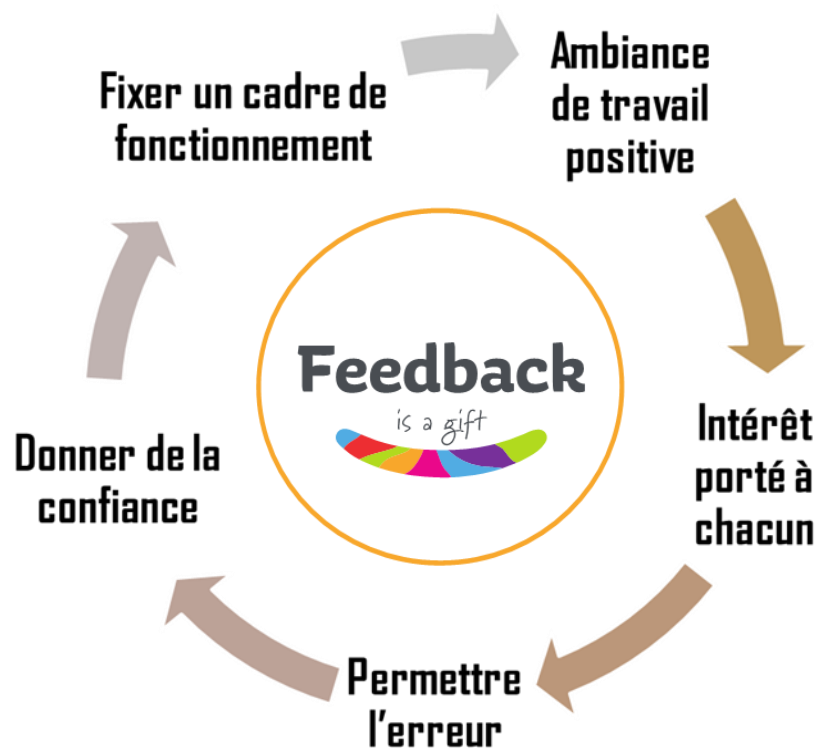 Fixer un cadre de
fonctionnement
Ambiance
de travail
positive
Intérêt
porté à
chacun
Permettre
l'erreur
Donner de la
confiance
Feedback
is a gift